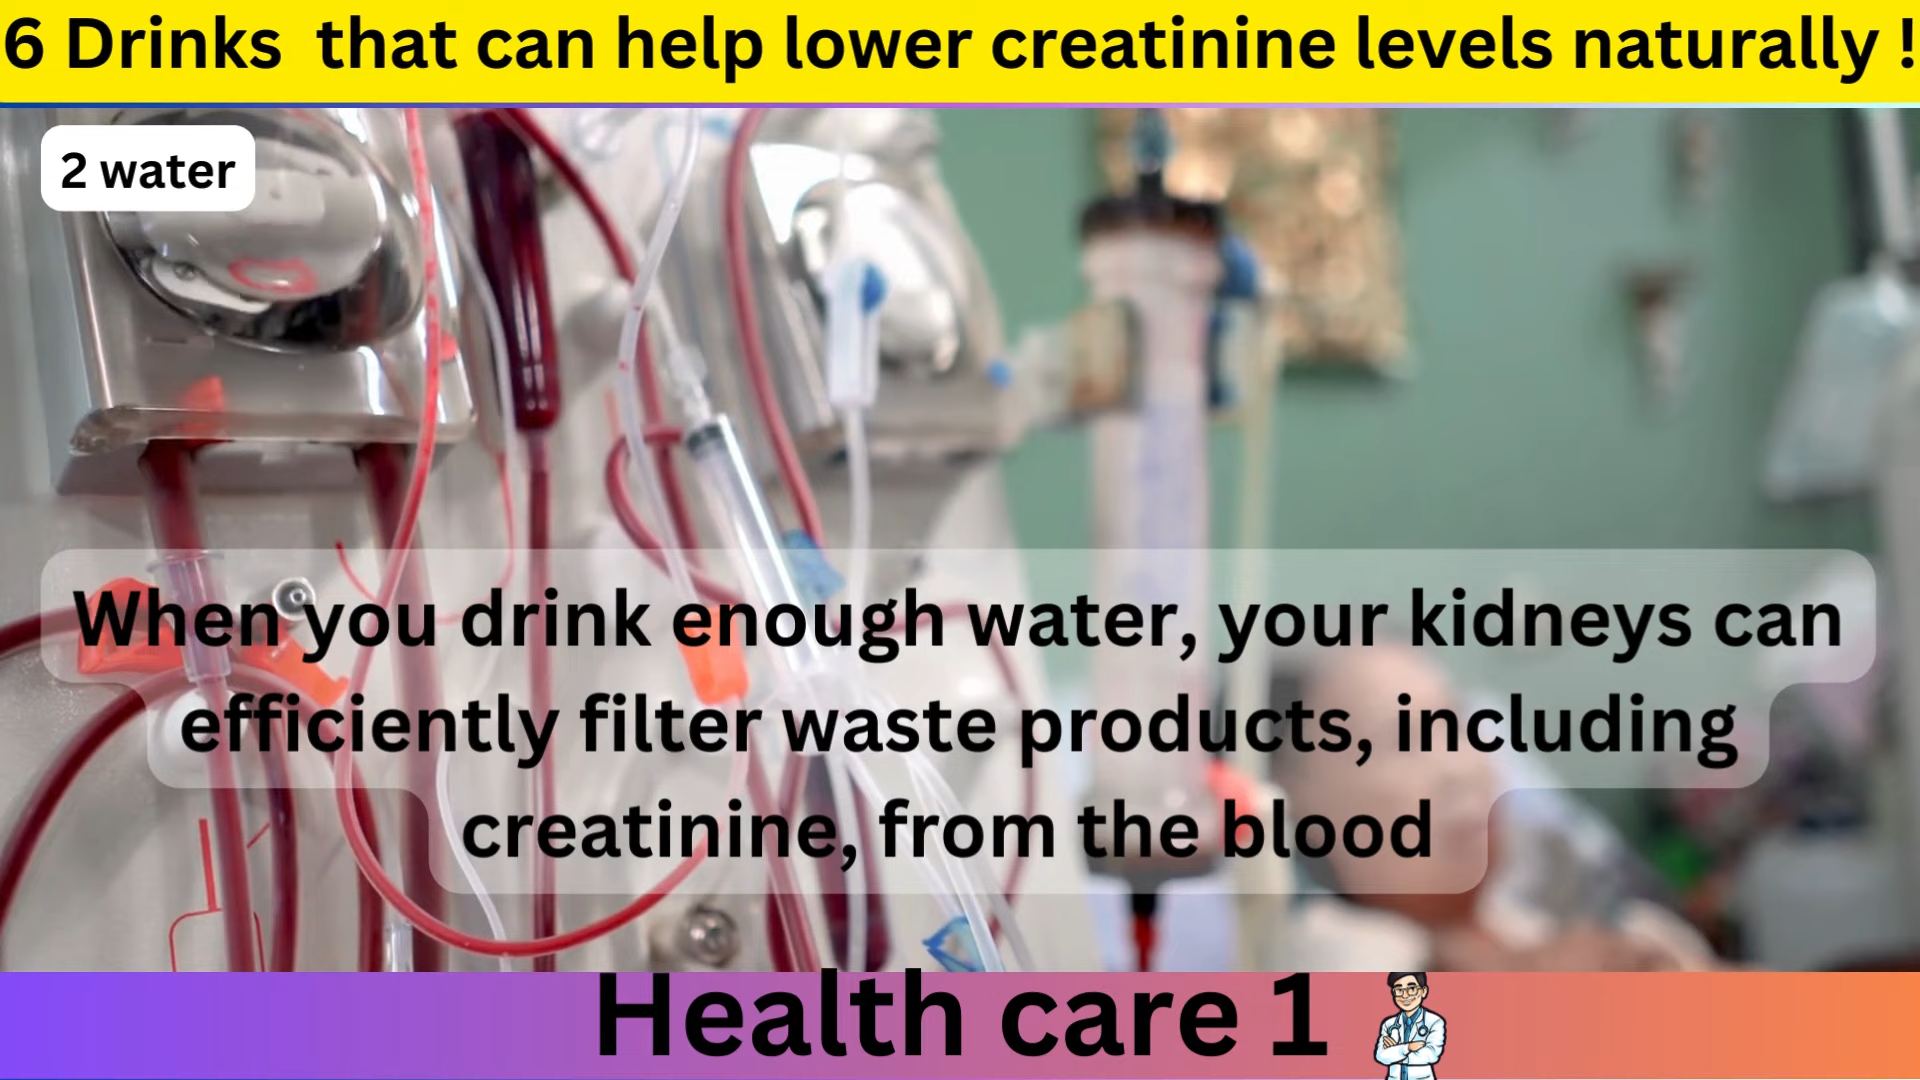 6 Drinks that can help lower creatinine levels naturally !
2 water
When you drink enough water, your kidneys can
efficiently filter waste products, including
creatinine, from the blood
Health care 1